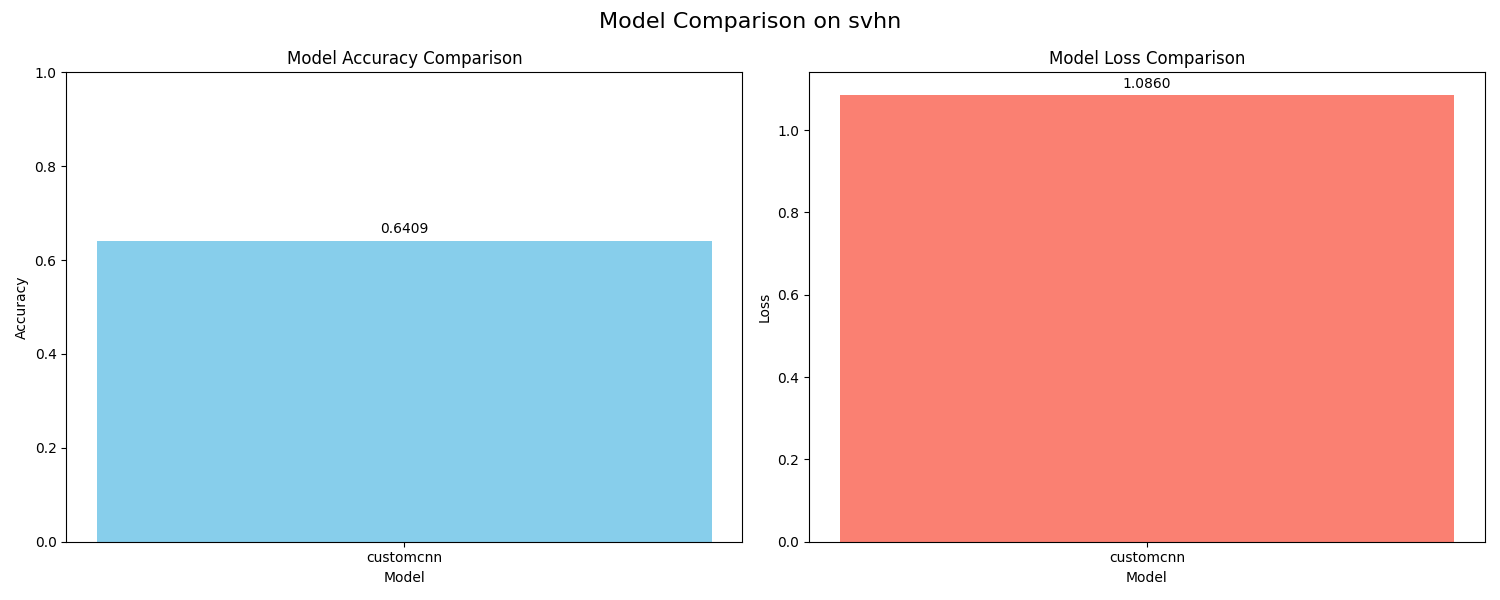 Model Comparison on svhn
Model Accuracy Comparison
1.0
0.8
0.6
0.4
0.2
0.0
Accuracy
0.6409
customcnn
Model
Model Loss Comparison
1.0
0.8
0.6
0.4
0.2
0.0
Loss
1.0860
customcnn
Model